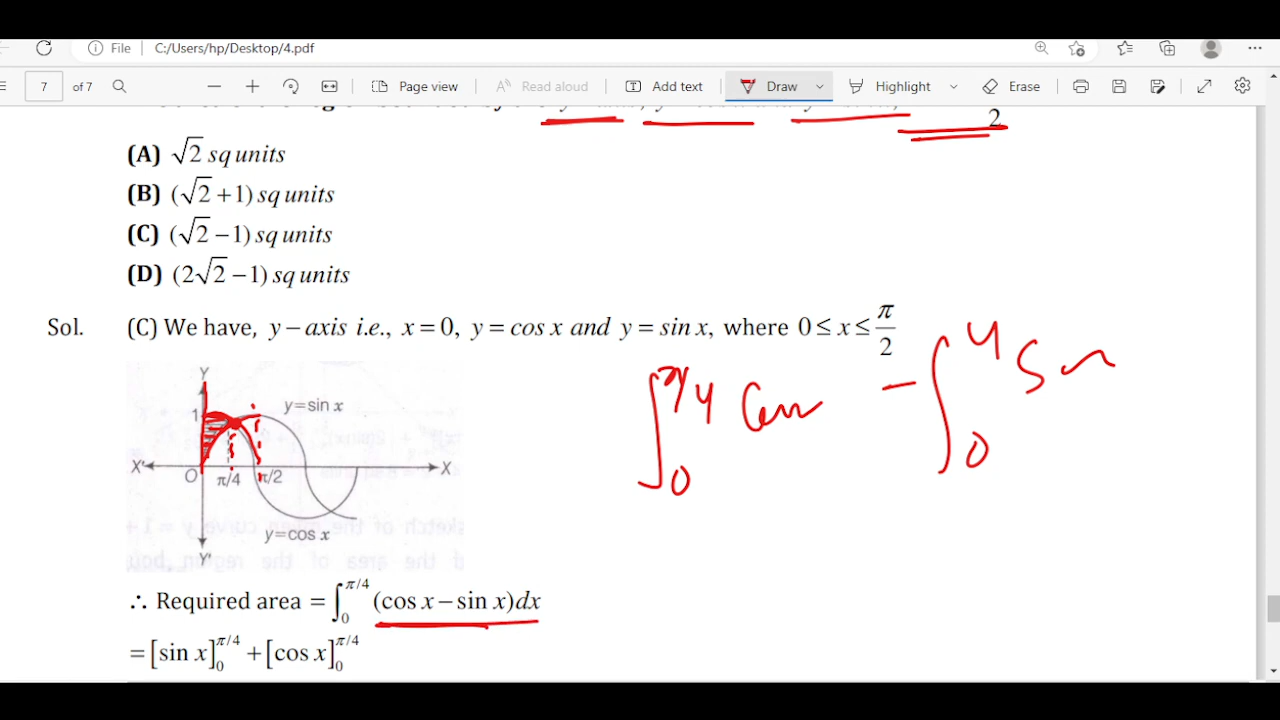 File C:/Users/hp/Desktop/4.pdf
7 of 7 Page view Read aloud Add text Draw Highlight Erase
2
(A) √2 sq units
(B) (√2 + 1) sq units
(C) (√2 − 1) sq units
(D) (2√2 − 1) sq units
Sol. (C) We have, y − axis i.e., x = 0, y = cos x and y = sin x, where 0 ≤ x ≤ π/2
∫₀^π/4 − ∫₀ 4 Sin
Y
1 y=sin x
X' O π/4 π/2 X
y=cos x
Y'
∴ Required area = ∫₀^π/4 (cos x − sin x)dx
= [sin x]₀^π/4 + [cos x]₀^π/4